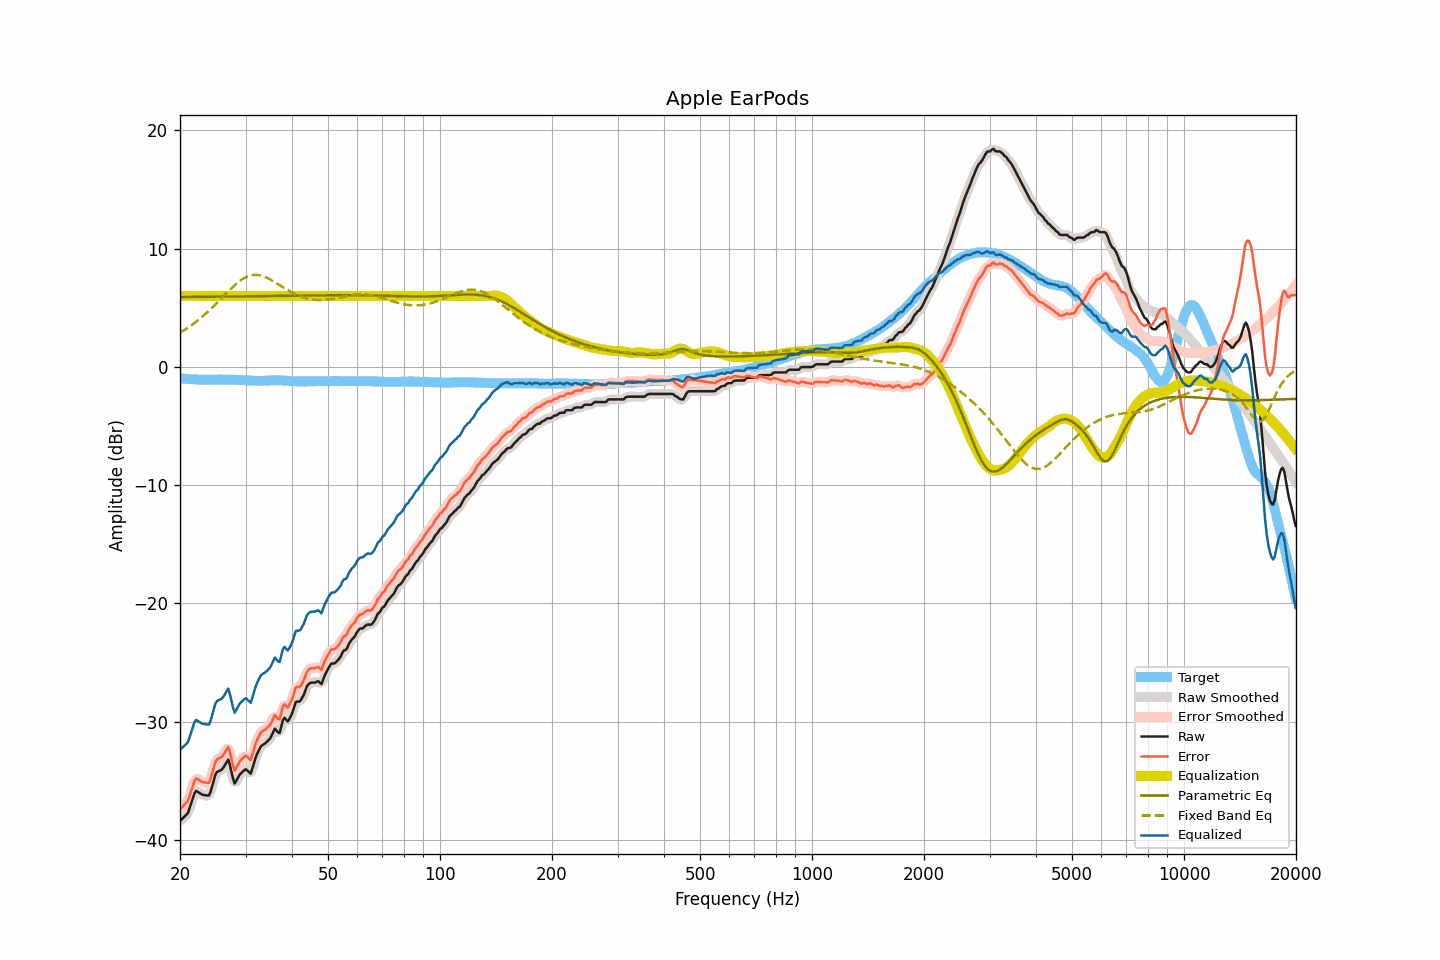 Apple EarPods
20
10
0
−10
−20
−30
−40
Amplitude (dBr)
Target
Raw Smoothed
Error Smoothed
Raw
Error
Equalization
Parametric Eq
Fixed Band Eq
Equalized
20 50 100 200 500 1000 2000 5000 10000 20000
Frequency (Hz)